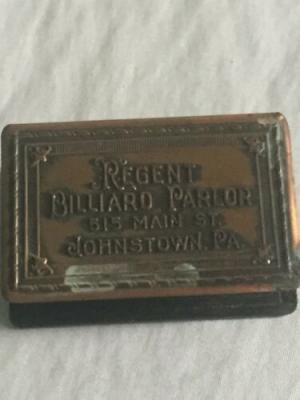 REGENT
BILLIARD PARLOR
515 MAIN ST.
JOHNSTOWN, PA.